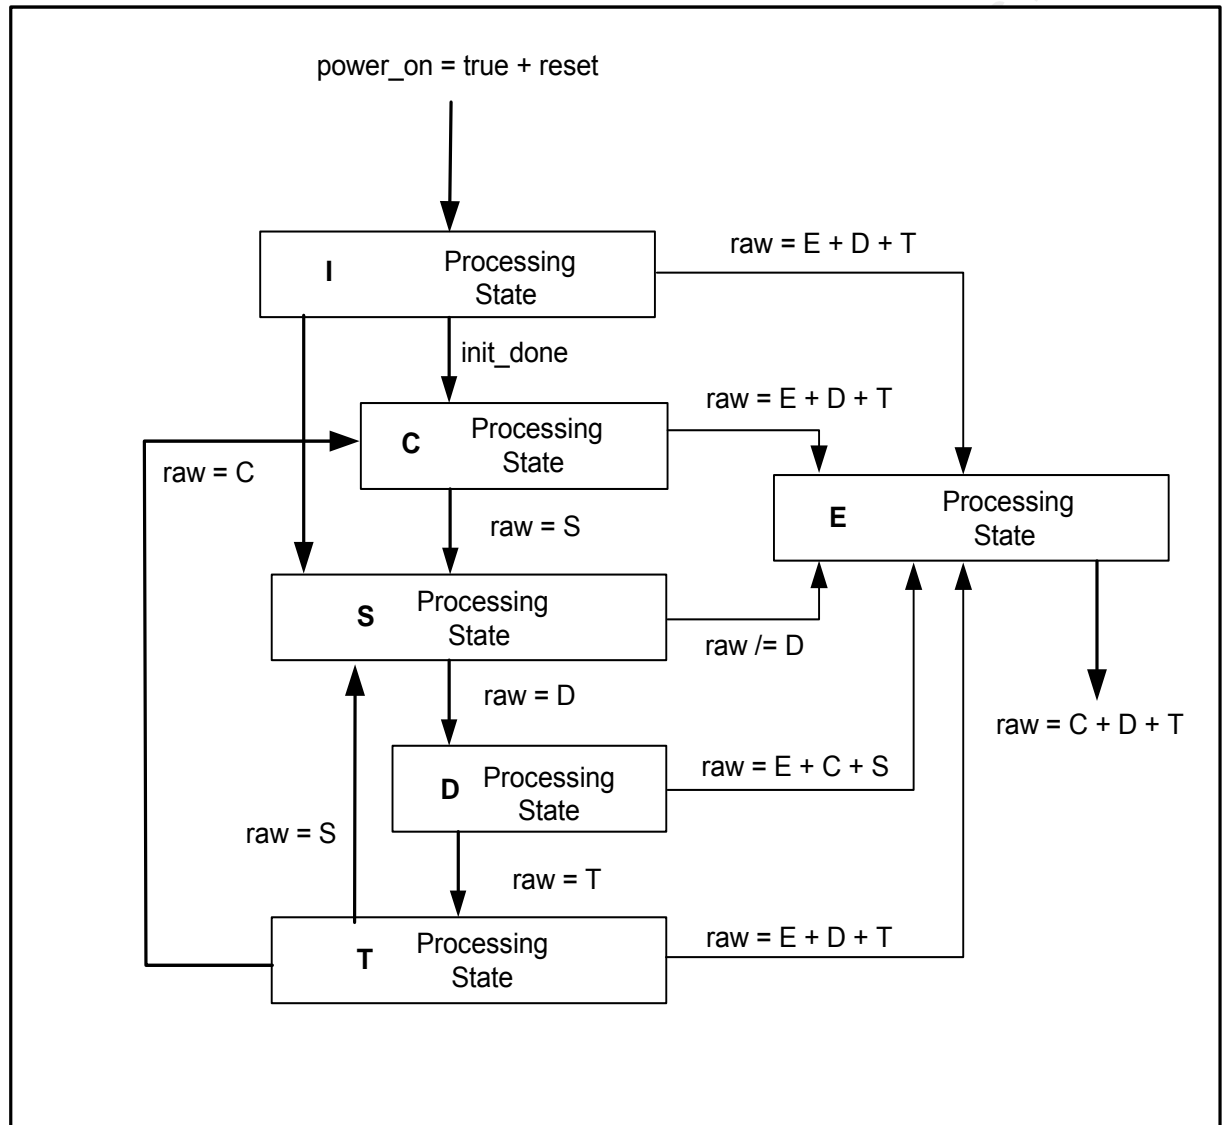 power_on = true + reset
raw = E + D + T
I
Processing
State
init_done
raw = E + D + T
C
Processing
State
raw = C
E
Processing
State
raw = S
S
Processing
State
raw /= D
raw = D
raw = C + D + T
raw = E + C + S
D
Processing
State
raw = S
raw = T
raw = E + D + T
T
Processing
State